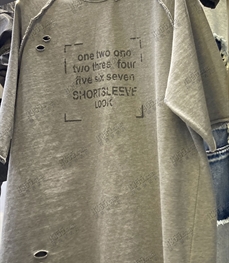 one two one
two three, four
five six seven
SHORTSLEEVE
LOOK